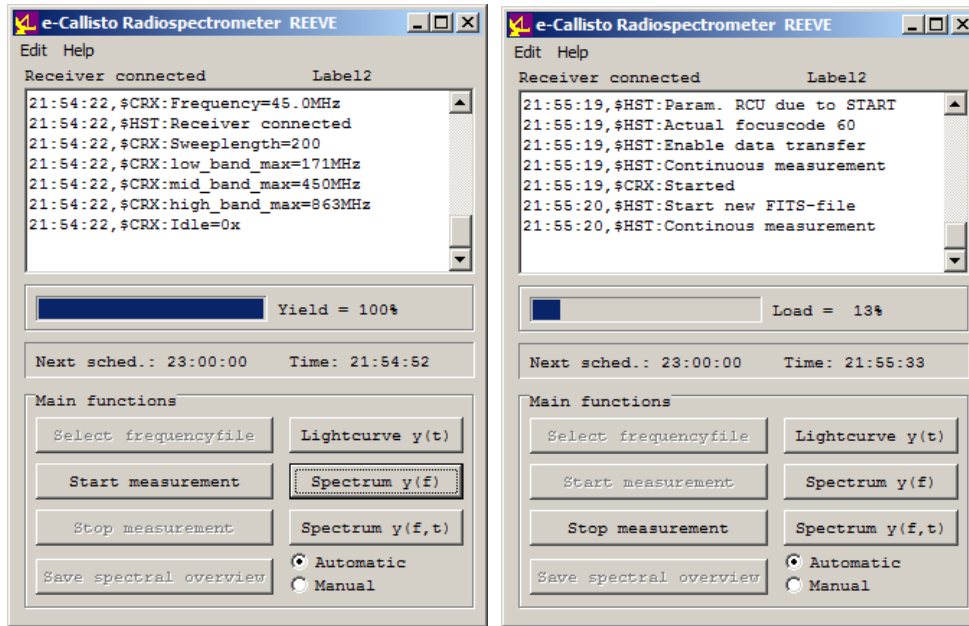 e-Callisto Radiospectrometer REEVE
Edit Help
Receiver connected Label2
21:54:22,$CRX:Frequency=45.0MHz
21:54:22,$HST:Receiver connected
21:54:22,$CRX:Sweeplength=200
21:54:22,$CRX:low_band_max=171MHz
21:54:22,$CRX:mid_band_max=450MHz
21:54:22,$CRX:high_band_max=863MHz
21:54:22,$CRX:Idle=0x
Yield = 100%
Next sched.: 23:00:00 Time: 21:54:52
Main functions
Select frequencyfile Lightcurve y(t)
Start measurement Spectrum y(f)
Stop measurement Spectrum y(f,t)
Save spectral overview
Automatic
Manual
e-Callisto Radiospectrometer REEVE
Edit Help
Receiver connected Label2
21:55:19,$HST:Param. RCU due to START
21:55:19,$HST:Actual focuscode 60
21:55:19,$HST:Enable data transfer
21:55:19,$HST:Continuous measurement
21:55:19,$CRX:Started
21:55:20,$HST:Start new FITS-file
21:55:20,$HST:Continous measurement
Load = 13%
Next sched.: 23:00:00 Time: 21:55:33
Main functions
Select frequencyfile Lightcurve y(t)
Start measurement Spectrum y(f)
Stop measurement Spectrum y(f,t)
Save spectral overview
Automatic
Manual